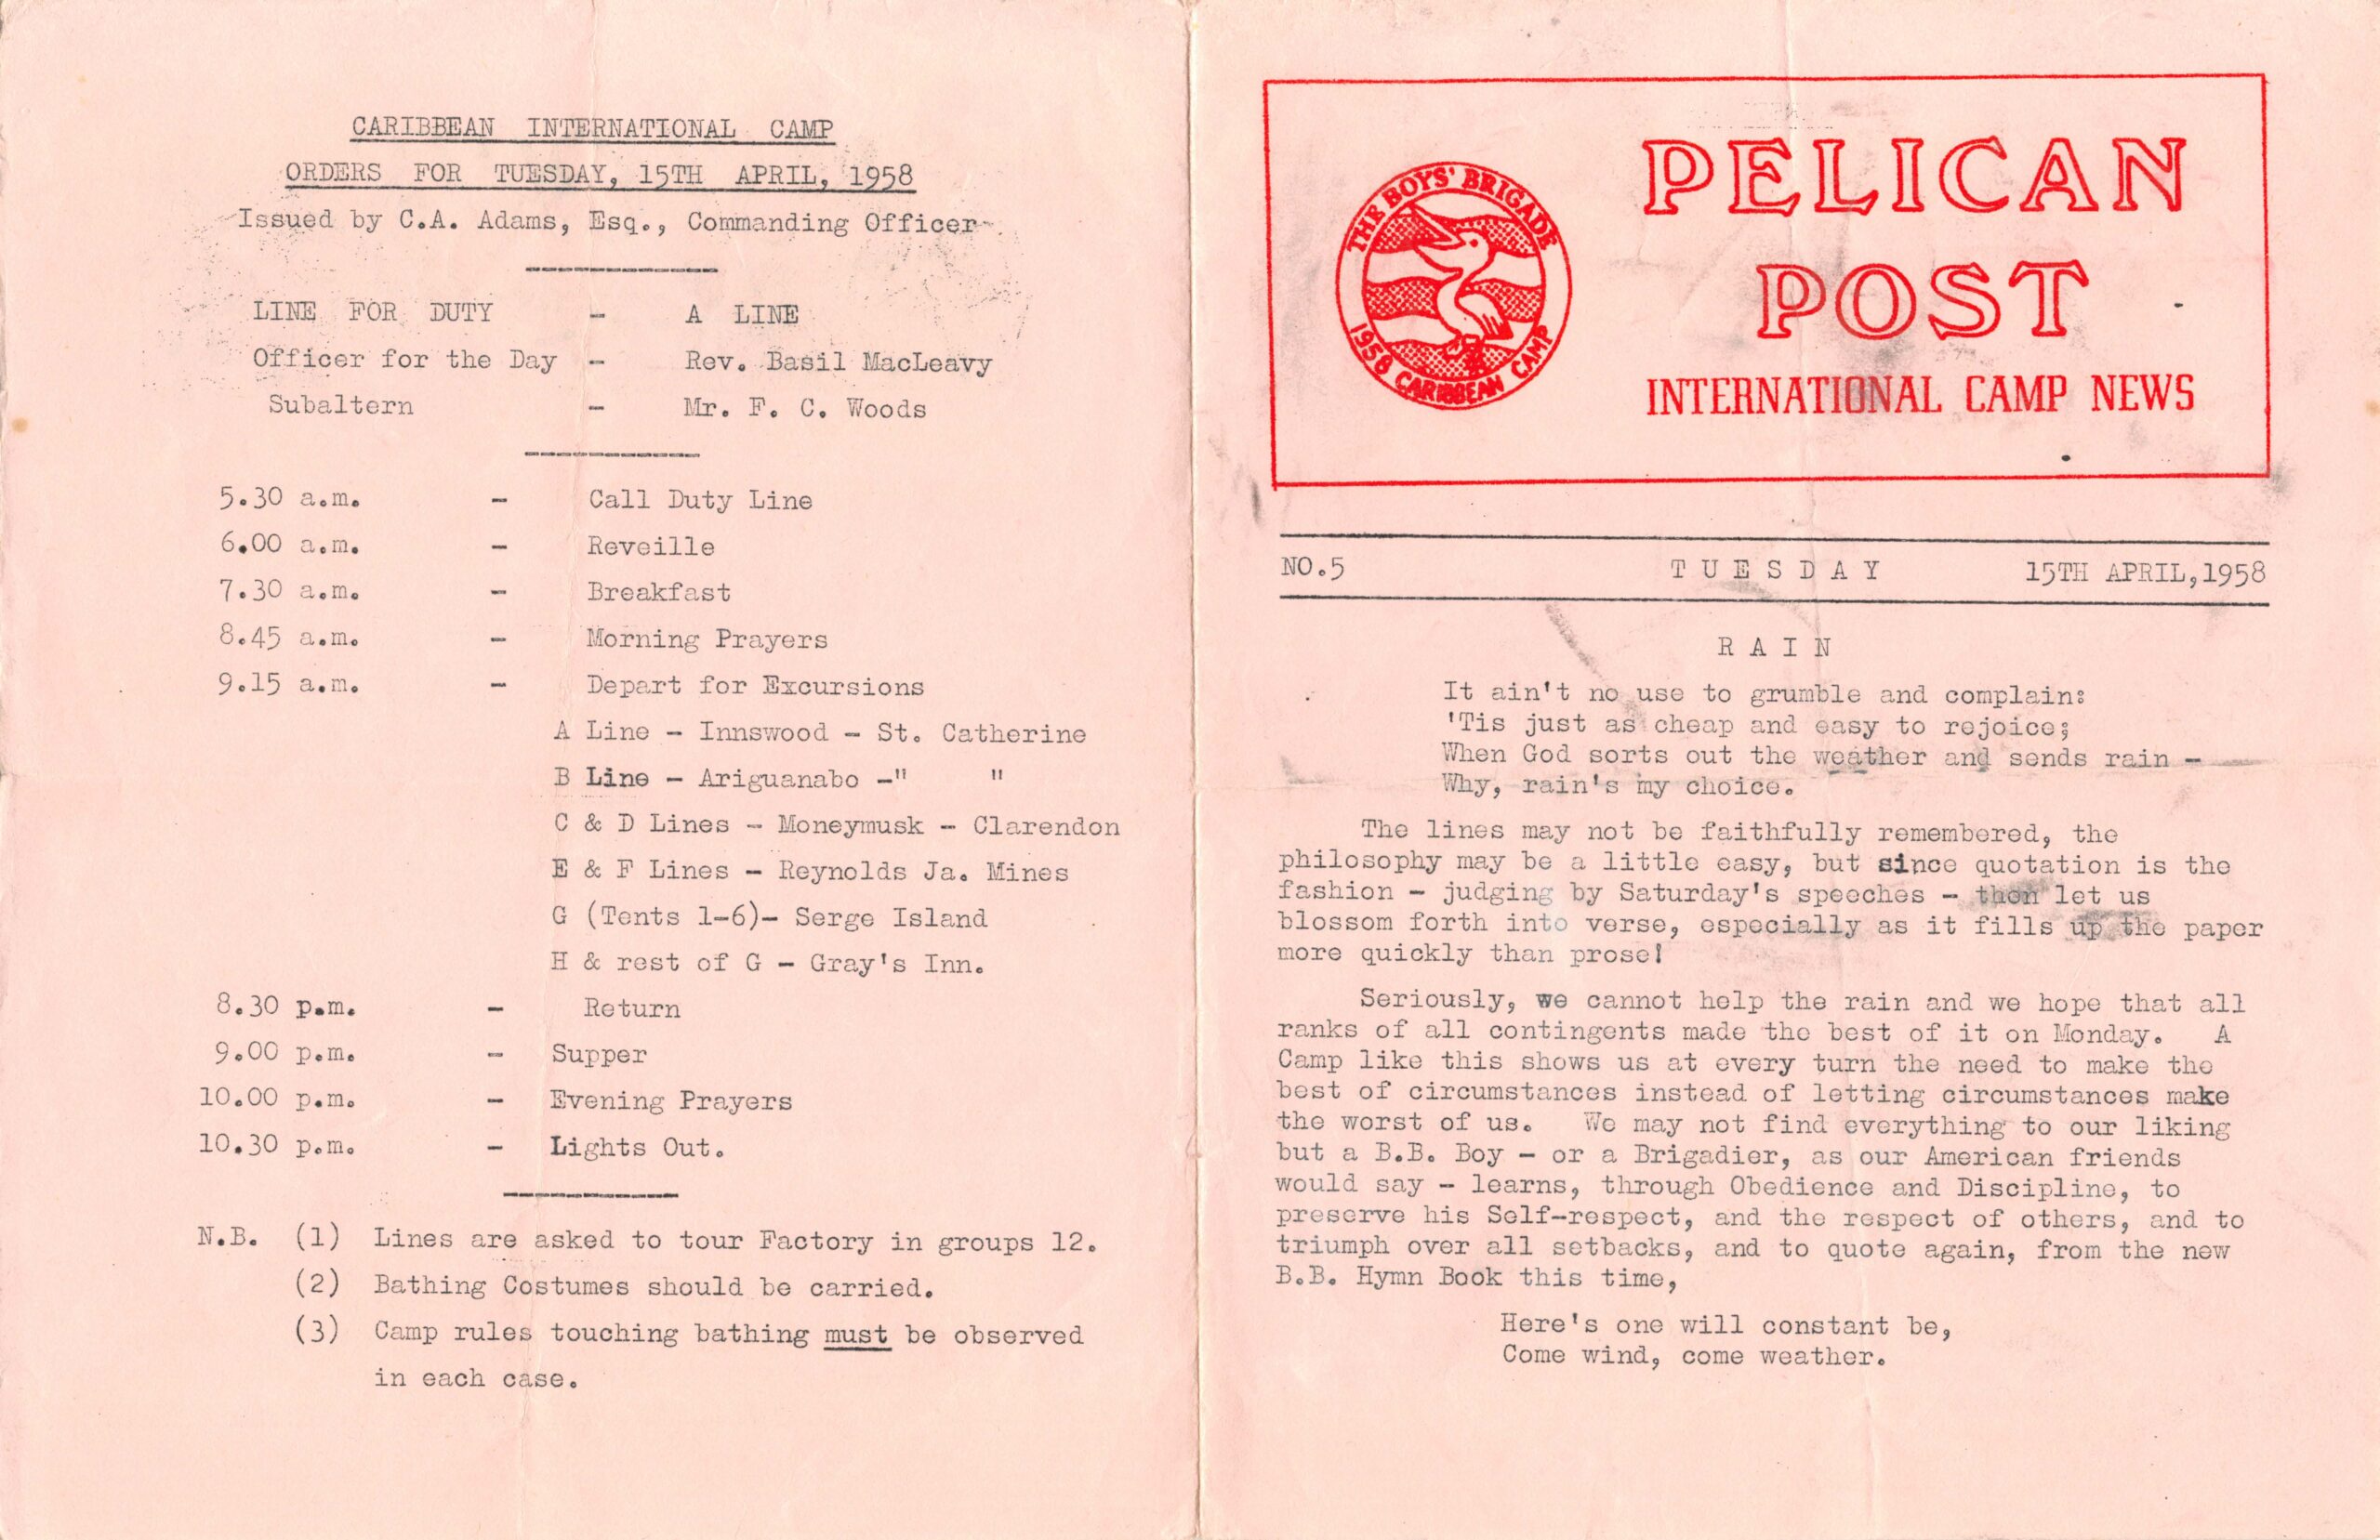 CARIBBEAN INTERNATIONAL CAMP
ORDERS FOR TUESDAY, 15TH APRIL, 1958
Issued by C.A. Adams, Esq., Commanding Officer
LINE FOR DUTY - A LINE
Officer for the Day - Rev. Basil MacLeavy
Subaltern - Mr. F. C. Woods
5.30 a.m. - Call Duty Line
6.00 a.m. - Reveille
7.30 a.m. - Breakfast
8.45 a.m. - Morning Prayers
9.15 a.m. - Depart for Excursions
A Line - Innswood - St. Catherine
B Line - Ariguanabo -" "
C & D Lines - Moneymusk - Clarendon
E & F Lines - Reynolds Ja. Mines
G (Tents 1-6)- Serge Island
H & rest of G - Gray's Inn.
8.30 p.m. - Return
9.00 p.m. - Supper
10.00 p.m. - Evening Prayers
10.30 p.m. - Lights Out.
N.B. (1) Lines are asked to tour Factory in groups 12.
(2) Bathing Costumes should be carried.
(3) Camp rules touching bathing must be observed
in each case.
THE BOYS' BRIGADE
1958 CARIBBEAN CAMP
PELICAN
POST
INTERNATIONAL CAMP NEWS
NO.5 TUESDAY 15TH APRIL,1958
RAIN
It ain't no use to grumble and complain:
'Tis just as cheap and easy to rejoice;
When God sorts out the weather and sends rain -
Why, rain's my choice.
The lines may not be faithfully remembered, the
philosophy may be a little easy, but since quotation is the
fashion - judging by Saturday's speeches - then let us
blossom forth into verse, especially as it fills up the paper
more quickly than prose!
Seriously, we cannot help the rain and we hope that all
ranks of all contingents made the best of it on Monday. A
Camp like this shows us at every turn the need to make the
best of circumstances instead of letting circumstances make
the worst of us. We may not find everything to our liking
but a B.B. Boy - or a Brigadier, as our American friends
would say - learns, through Obedience and Discipline, to
preserve his Self-respect, and the respect of others, and to
triumph over all setbacks, and to quote again, from the new
B.B. Hymn Book this time,
Here's one will constant be,
Come wind, come weather.